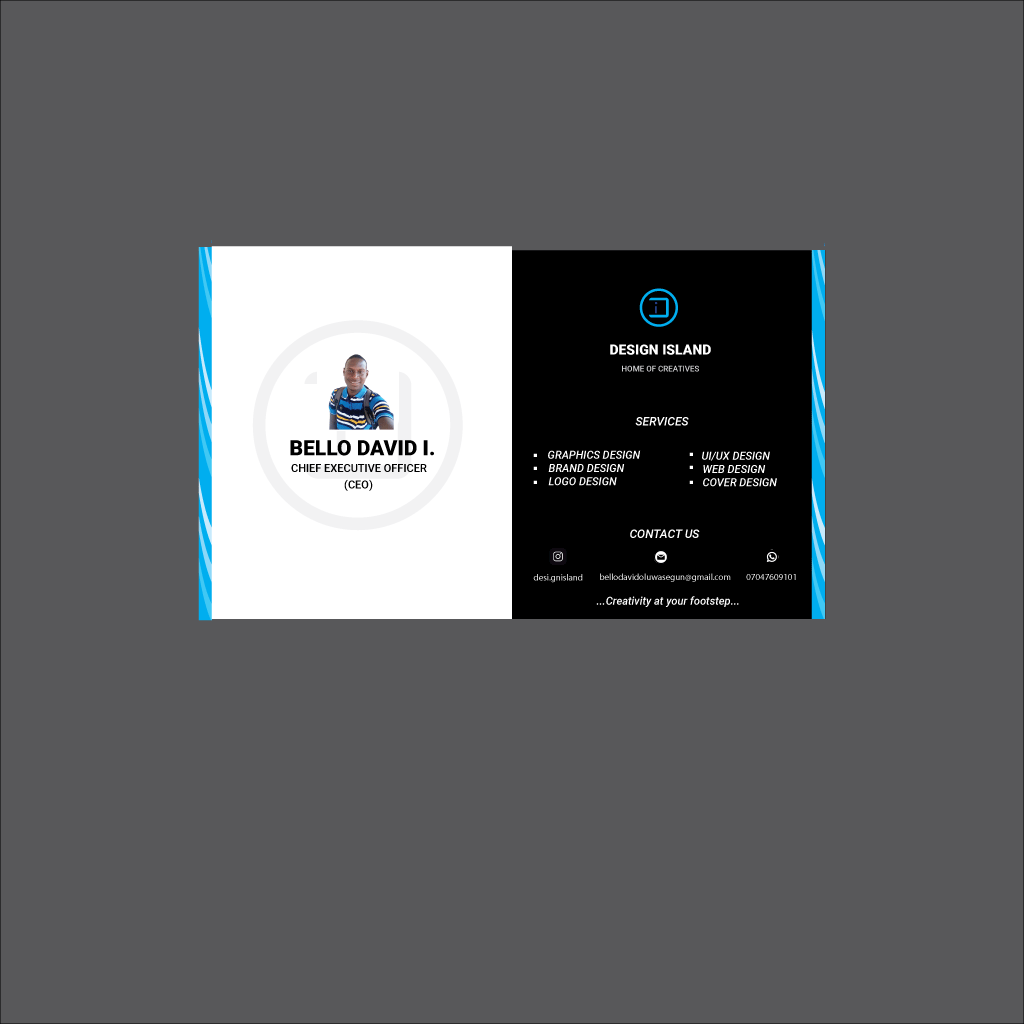 BELLO DAVID I.
CHIEF EXECUTIVE OFFICER
(CEO)
DESIGN ISLAND
HOME OF CREATIVES
SERVICES
GRAPHICS DESIGN
BRAND DESIGN
LOGO DESIGN
UI/UX DESIGN
WEB DESIGN
COVER DESIGN
CONTACT US
desi.gnisland
bellodavidoluwasegun@gmail.com
07047609101
...Creativity at your footstep...